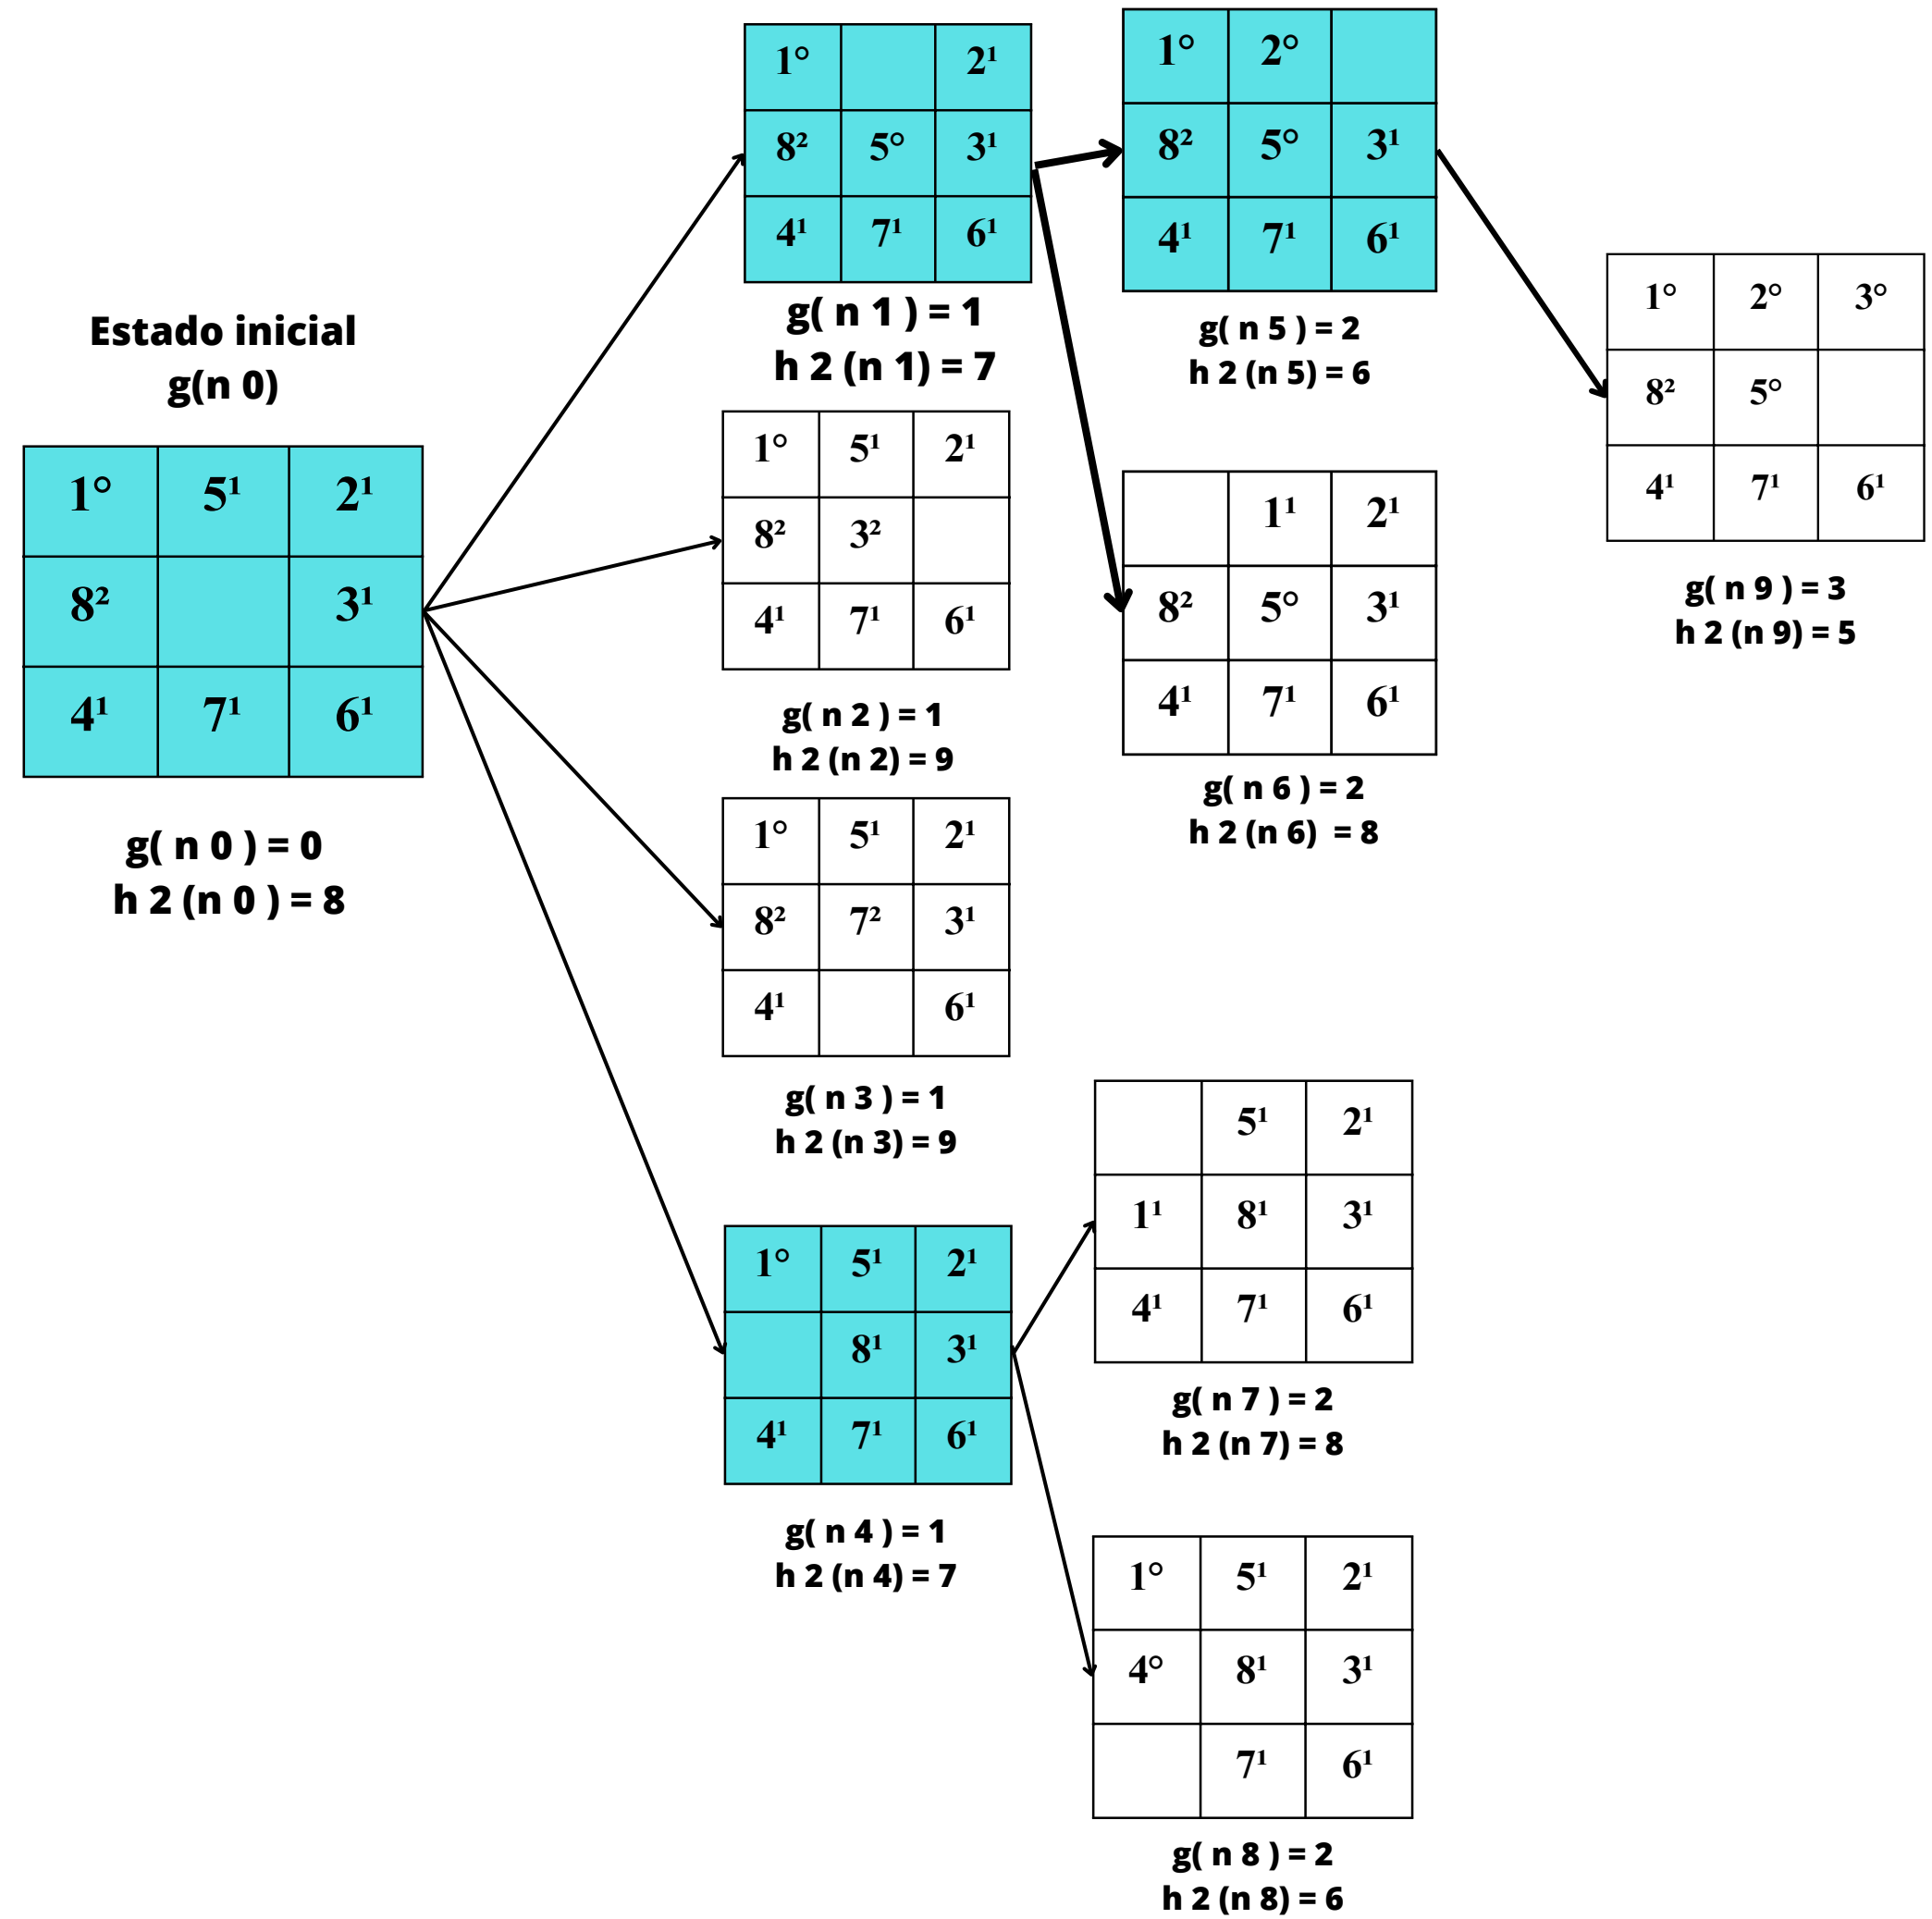 Estado inicial
g(n 0)
1° 5¹ 2¹
8² 3¹
4¹ 7¹ 6¹
g( n 0 ) = 0
h 2 (n 0 ) = 8
1° 2¹
8² 5° 3¹
4¹ 7¹ 6¹
g( n 1 ) = 1
h 2 (n 1) = 7
1° 5¹ 2¹
8² 3²
4¹ 7¹ 6¹
g( n 2 ) = 1
h 2 (n 2) = 9
1° 5¹ 2¹
8² 7² 3¹
4¹ 6¹
g( n 3 ) = 1
h 2 (n 3) = 9
1° 5¹ 2¹
8¹ 3¹
4¹ 7¹ 6¹
g( n 4 ) = 1
h 2 (n 4) = 7
1° 2°
8² 5° 3¹
4¹ 7¹ 6¹
g( n 5 ) = 2
h 2 (n 5) = 6
1¹ 2¹
8² 5° 3¹
4¹ 7¹ 6¹
g( n 6 ) = 2
h 2 (n 6) = 8
5¹ 2¹
1¹ 8¹ 3¹
4¹ 7¹ 6¹
g( n 7 ) = 2
h 2 (n 7) = 8
1° 5¹ 2¹
4° 8¹ 3¹
7¹ 6¹
g( n 8 ) = 2
h 2 (n 8) = 6
1° 2° 3°
8² 5°
4¹ 7¹ 6¹
g( n 9 ) = 3
h 2 (n 9) = 5